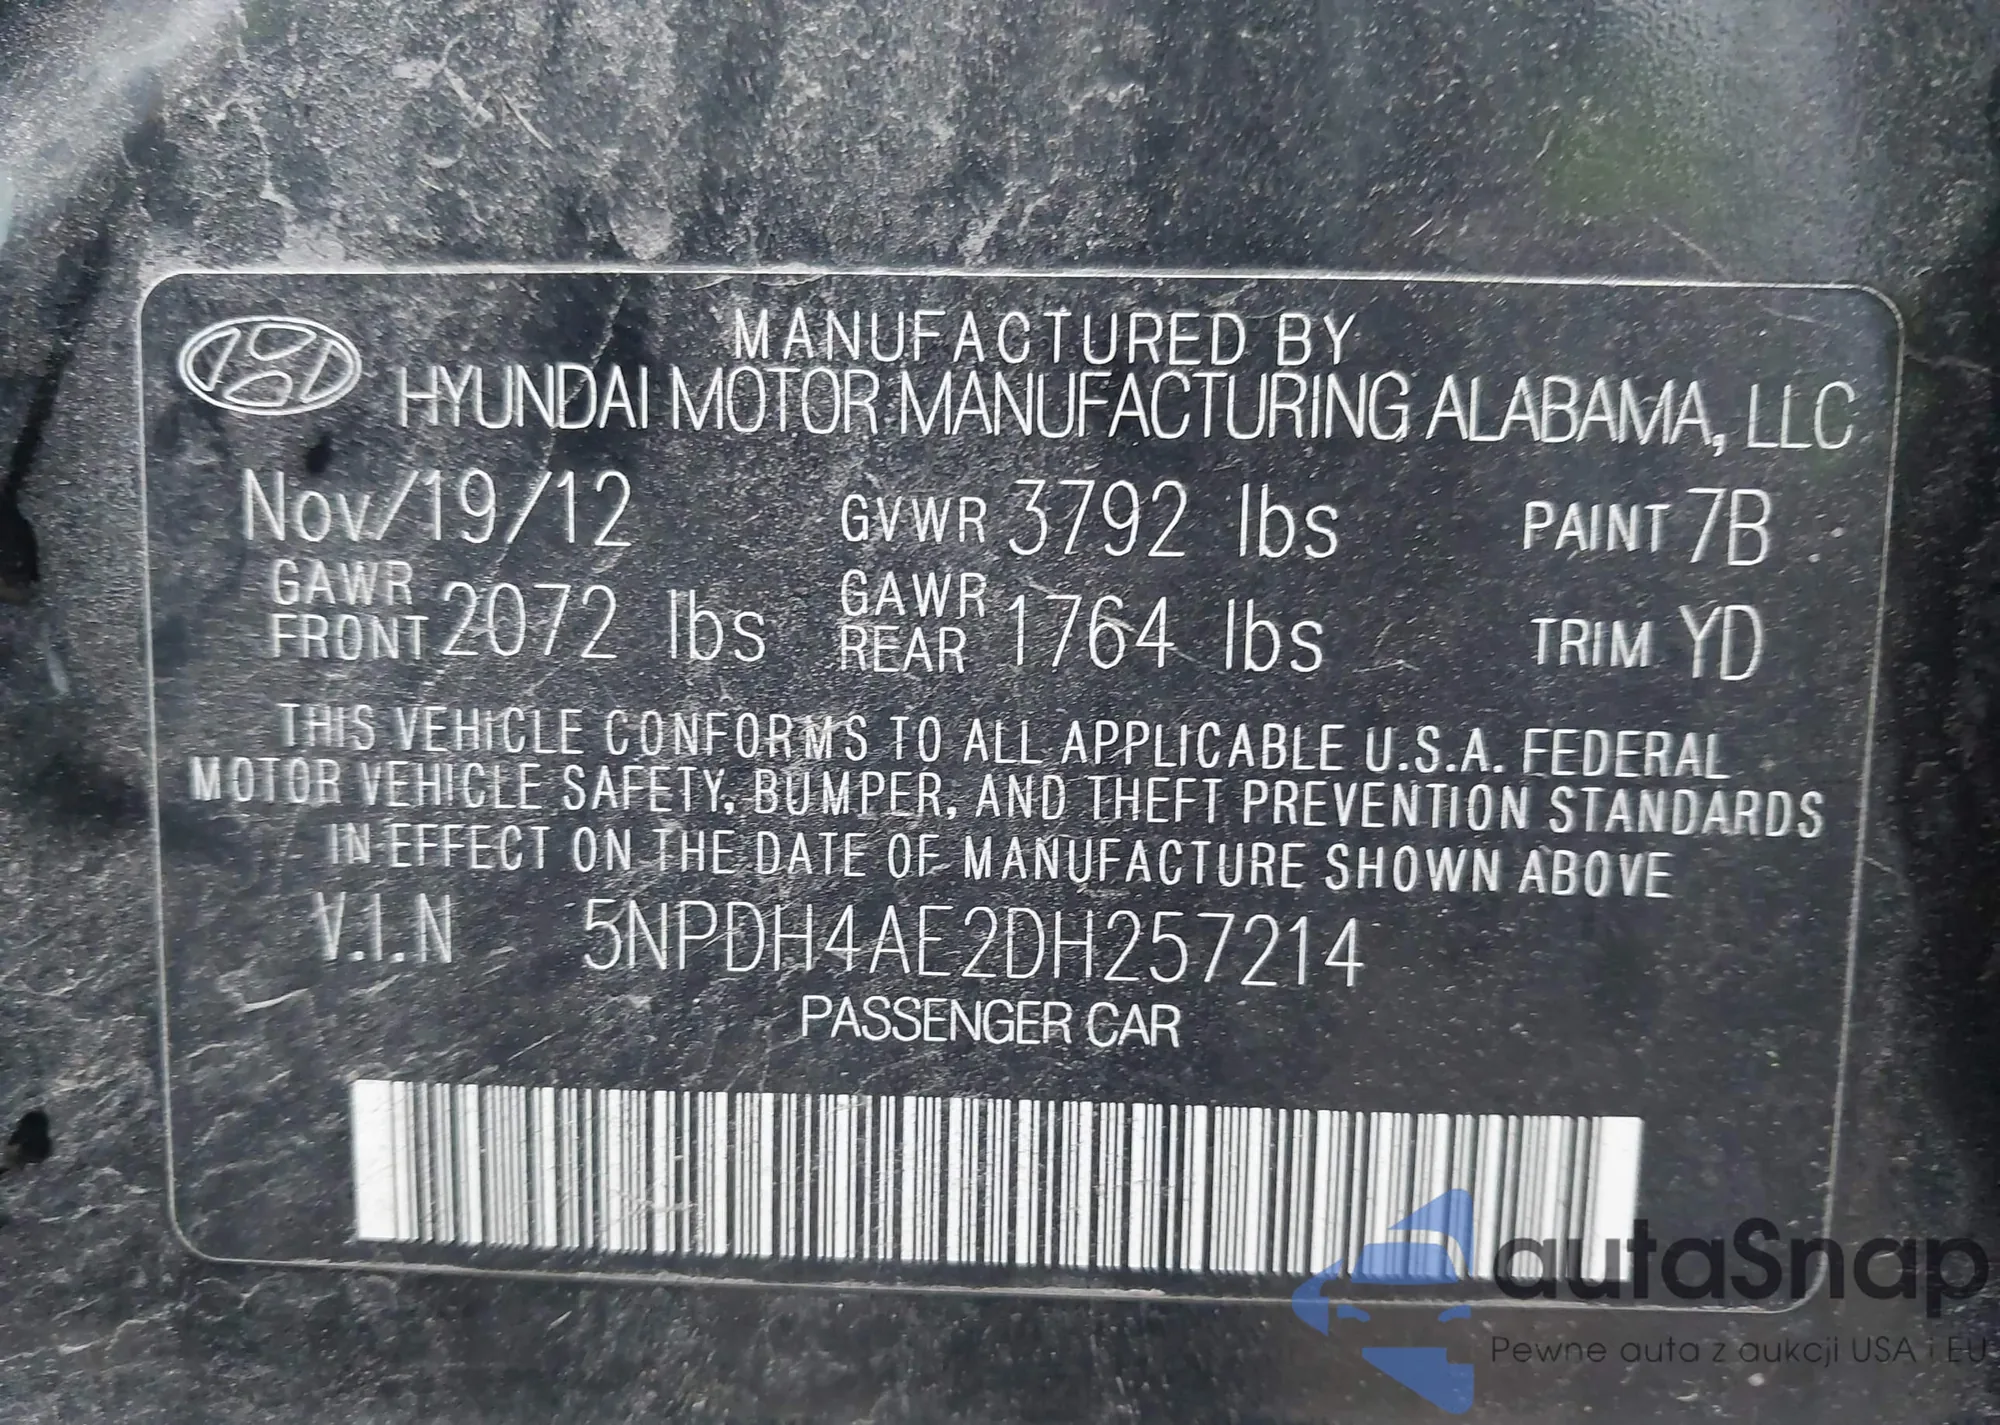 MANUFACTURED BY
HYUNDAI MOTOR MANUFACTURING ALABAMA, LLC
Nov/19/12 GVWR 3792 lbs PAINT 7B
GAWR FRONT 2072 lbs GAWR REAR 1764 lbs TRIM YD
THIS VEHICLE CONFORMS TO ALL APPLICABLE U.S.A. FEDERAL
MOTOR VEHICLE SAFETY, BUMPER, AND THEFT PREVENTION STANDARDS
IN EFFECT ON THE DATE OF MANUFACTURE SHOWN ABOVE
V.I.N 5NPDH4AE2DH257214
PASSENGER CAR
autaSnap
Pewne auta z aukcji USA i EU